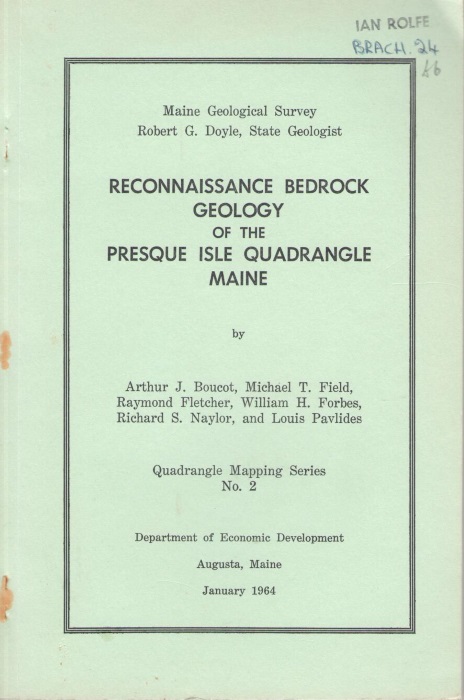 IAN ROLFE
BRACH. 24
£6
Maine Geological Survey
Robert G. Doyle, State Geologist
RECONNAISSANCE BEDROCK
GEOLOGY
OF THE
PRESQUE ISLE QUADRANGLE
MAINE
by
Arthur J. Boucot, Michael T. Field,
Raymond Fletcher, William H. Forbes,
Richard S. Naylor, and Louis Pavlides
Quadrangle Mapping Series
No. 2
Department of Economic Development
Augusta, Maine
January 1964